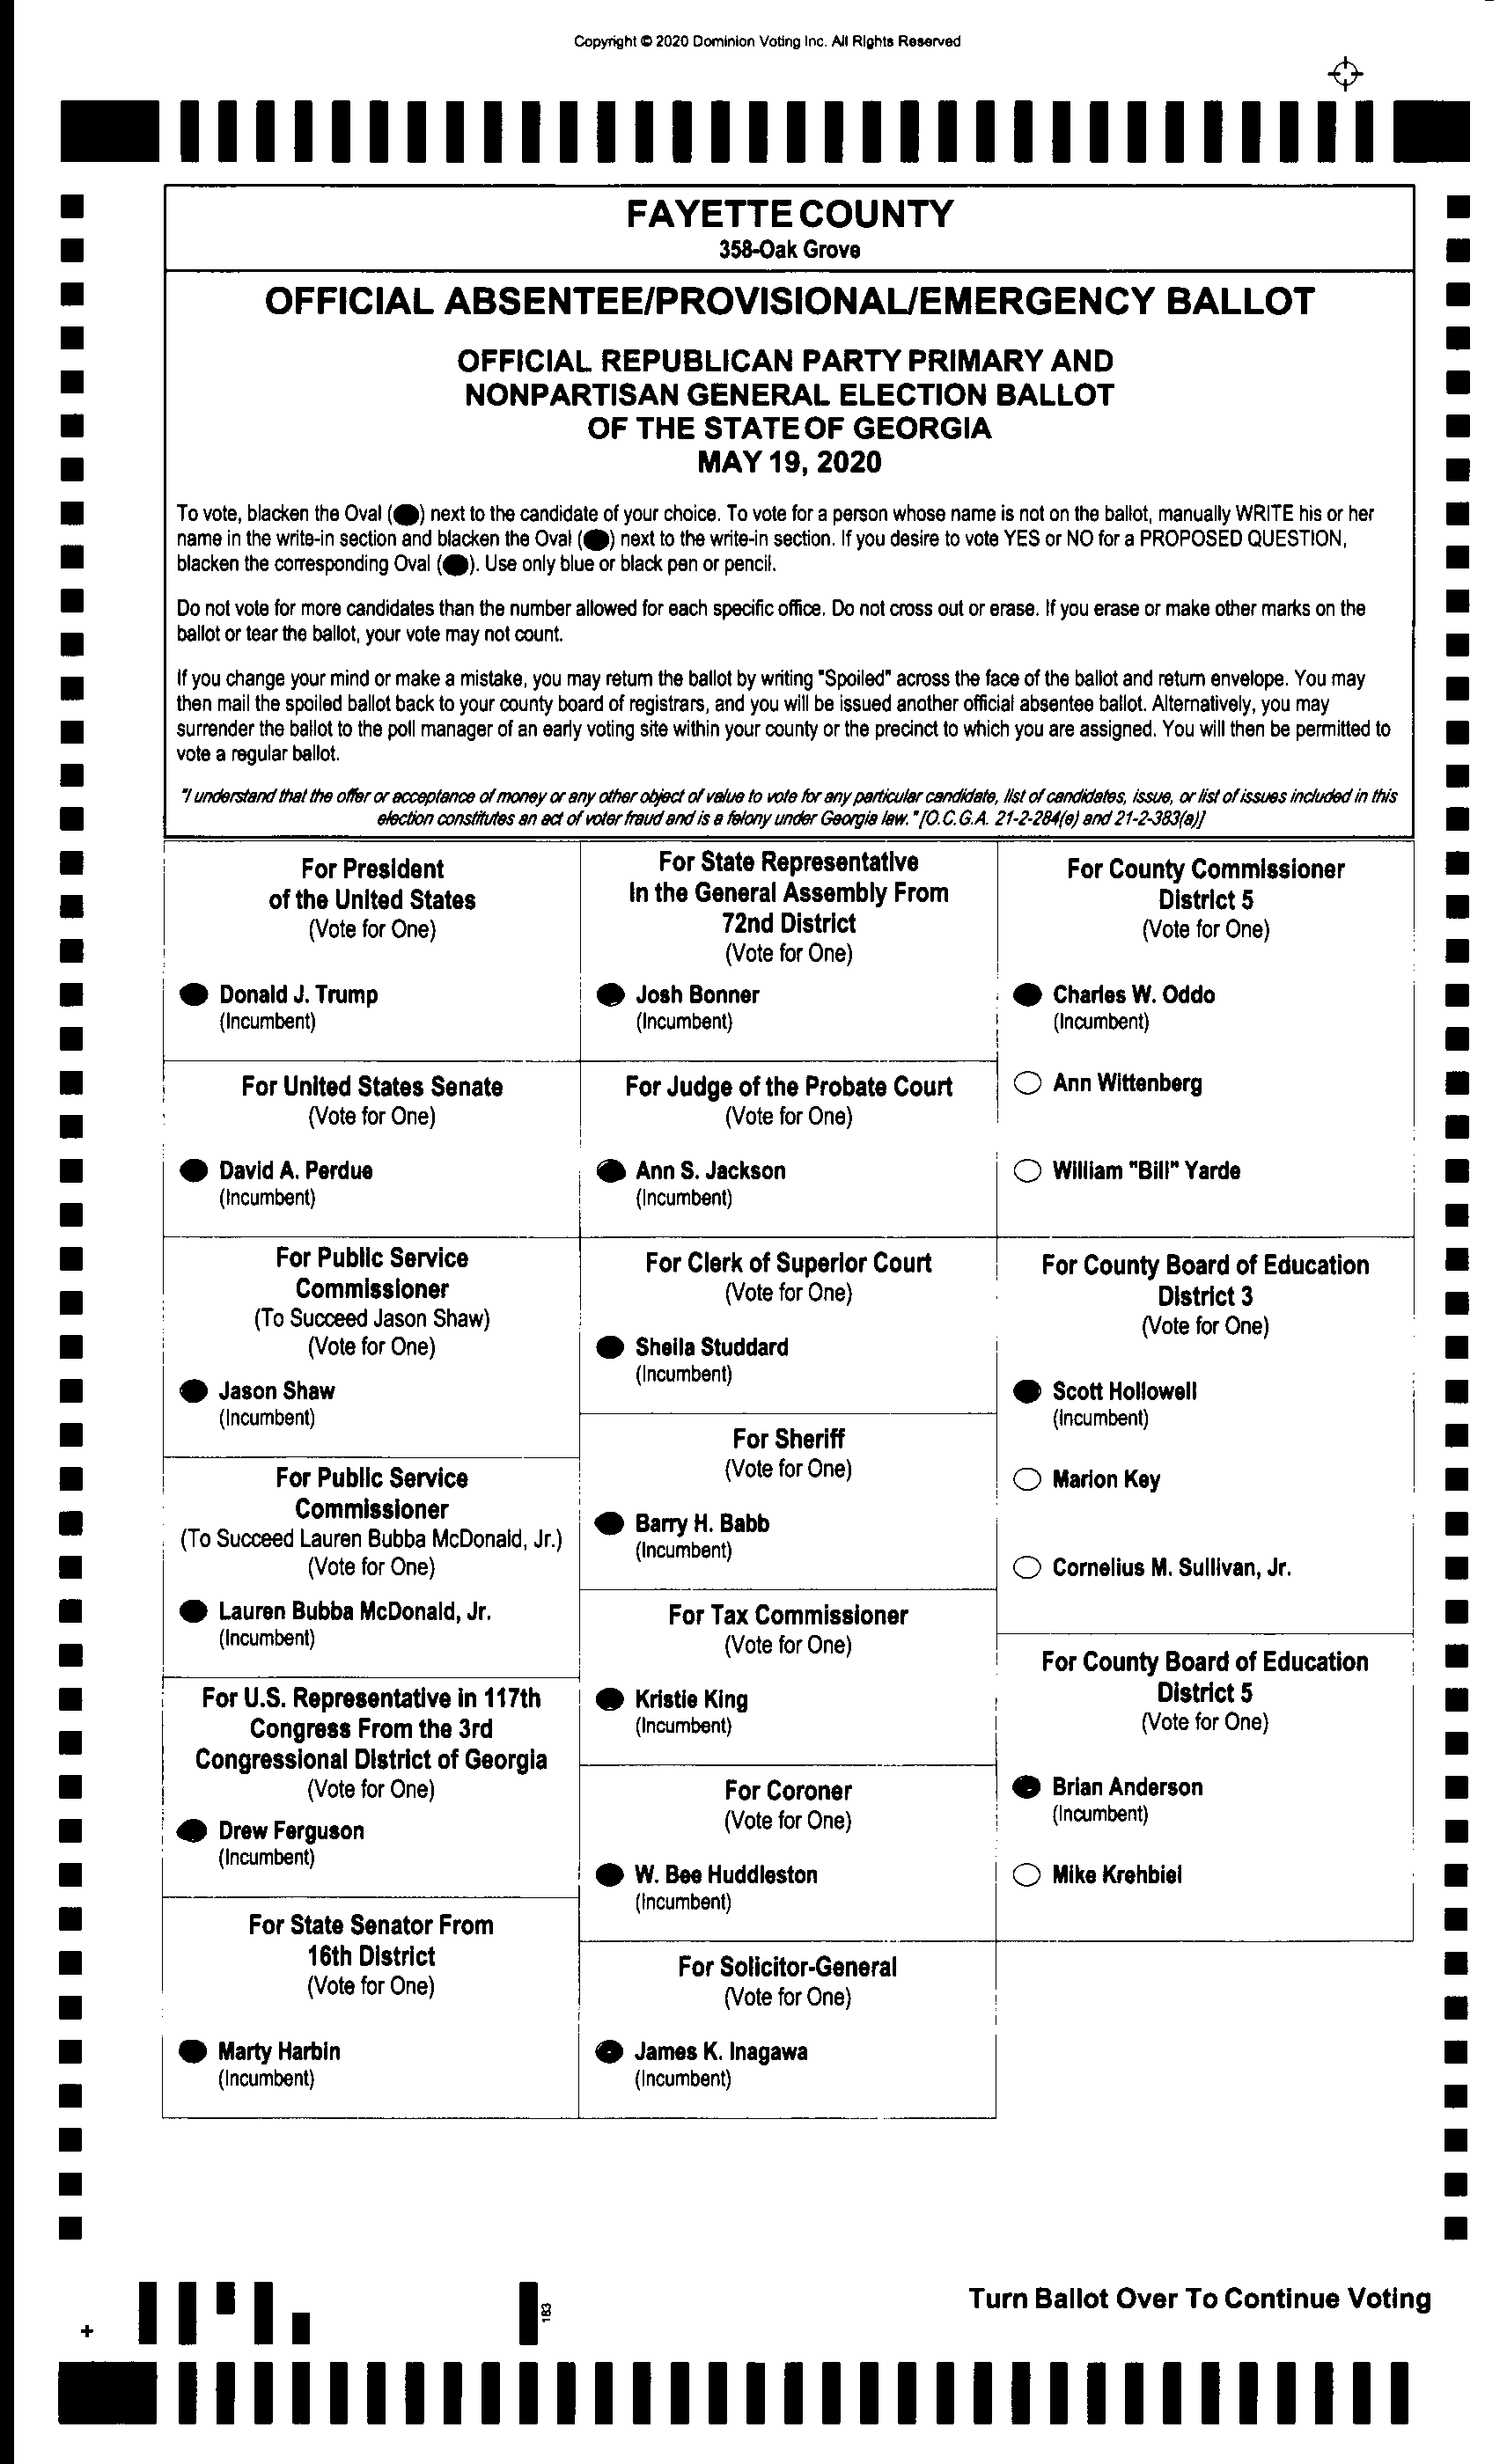 Copyright © 2020 Dominion Voting Inc. All Rights Reserved
FAYETTE COUNTY
358-Oak Grove
OFFICIAL ABSENTEE/PROVISIONAL/EMERGENCY BALLOT
OFFICIAL REPUBLICAN PARTY PRIMARY AND
NONPARTISAN GENERAL ELECTION BALLOT
OF THE STATE OF GEORGIA
MAY 19, 2020
To vote, blacken the Oval (●) next to the candidate of your choice. To vote for a person whose name is not on the ballot, manually WRITE his or her
name in the write-in section and blacken the Oval (●) next to the write-in section. If you desire to vote YES or NO for a PROPOSED QUESTION,
blacken the corresponding Oval (●). Use only blue or black pen or pencil.
Do not vote for more candidates than the number allowed for each specific office. Do not cross out or erase. If you erase or make other marks on the
ballot or tear the ballot, your vote may not count.
If you change your mind or make a mistake, you may return the ballot by writing "Spoiled" across the face of the ballot and return envelope. You may
then mail the spoiled ballot back to your county board of registrars, and you will be issued another official absentee ballot. Alternatively, you may
surrender the ballot to the poll manager of an early voting site within your county or the precinct to which you are assigned. You will then be permitted to
vote a regular ballot.
"I understand that the offer or acceptance of money or any other object of value to vote for any particular candidate, list of candidates, issue, or list of issues included in this
election constitutes an act of voter fraud and is a felony under Georgia law." [O.C.G.A. 21-2-284(e) and 21-2-383(a)]
For President
of the United States
(Vote for One)
Donald J. Trump
(Incumbent)
For United States Senate
(Vote for One)
David A. Perdue
(Incumbent)
For Public Service
Commissioner
(To Succeed Jason Shaw)
(Vote for One)
Jason Shaw
(Incumbent)
For Public Service
Commissioner
(To Succeed Lauren Bubba McDonald, Jr.)
(Vote for One)
Lauren Bubba McDonald, Jr.
(Incumbent)
For U.S. Representative in 117th
Congress From the 3rd
Congressional District of Georgia
(Vote for One)
Drew Ferguson
(Incumbent)
For State Senator From
16th District
(Vote for One)
Marty Harbin
(Incumbent)
For State Representative
In the General Assembly From
72nd District
(Vote for One)
Josh Bonner
(Incumbent)
For Judge of the Probate Court
(Vote for One)
Ann S. Jackson
(Incumbent)
For Clerk of Superior Court
(Vote for One)
Sheila Studdard
(Incumbent)
For Sheriff
(Vote for One)
Barry H. Babb
(Incumbent)
For Tax Commissioner
(Vote for One)
Kristie King
(Incumbent)
For Coroner
(Vote for One)
W. Bee Huddleston
(Incumbent)
For Solicitor-General
(Vote for One)
James K. Inagawa
(Incumbent)
For County Commissioner
District 5
(Vote for One)
Charles W. Oddo
(Incumbent)
Ann Wittenberg
William "Bill" Yarde
For County Board of Education
District 3
(Vote for One)
Scott Hollowell
(Incumbent)
Marion Key
Cornelius M. Sullivan, Jr.
For County Board of Education
District 5
(Vote for One)
Brian Anderson
(Incumbent)
Mike Krehbiel
Turn Ballot Over To Continue Voting
183